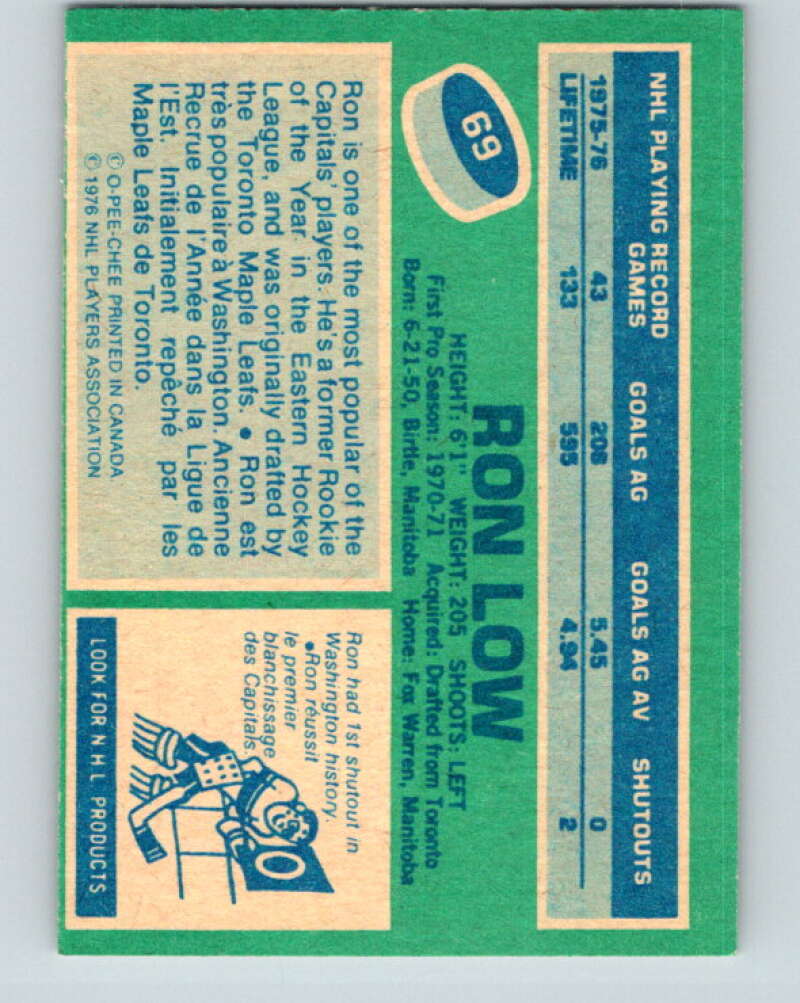 NHL PLAYING RECORD
GAMES GOALS AG GOALS AG AV SHUTOUTS
1975-76 43 208 5.45 0
LIFETIME 133 595 4.94 2
69
RON LOW
HEIGHT: 6'1" WEIGHT: 205 SHOOTS: LEFT
First Pro Season: 1970-71 Acquired: Drafted from Toronto
Born: 6-21-50, Birtle, Manitoba Home: Fox Warren, Manitoba
Ron is one of the most popular of the
Capitals' players. He's a former Rookie
of the Year in the Eastern Hockey
League, and was originally drafted by
the Toronto Maple Leafs. • Ron est
très populaire à Washington. Ancienne
Recrue de l'Année dans la Ligue de
l'Est. Initialement repêché par les
Maple Leafs de Toronto.
© O-PEE-CHEE PRINTED IN CANADA
© 1976 NHL PLAYERS ASSOCIATION
Ron had 1st shutout in
Washington history.
•Ron réussit
le premier
blanchissage
des Capitals.
O
LOOK FOR NHL PRODUCTS